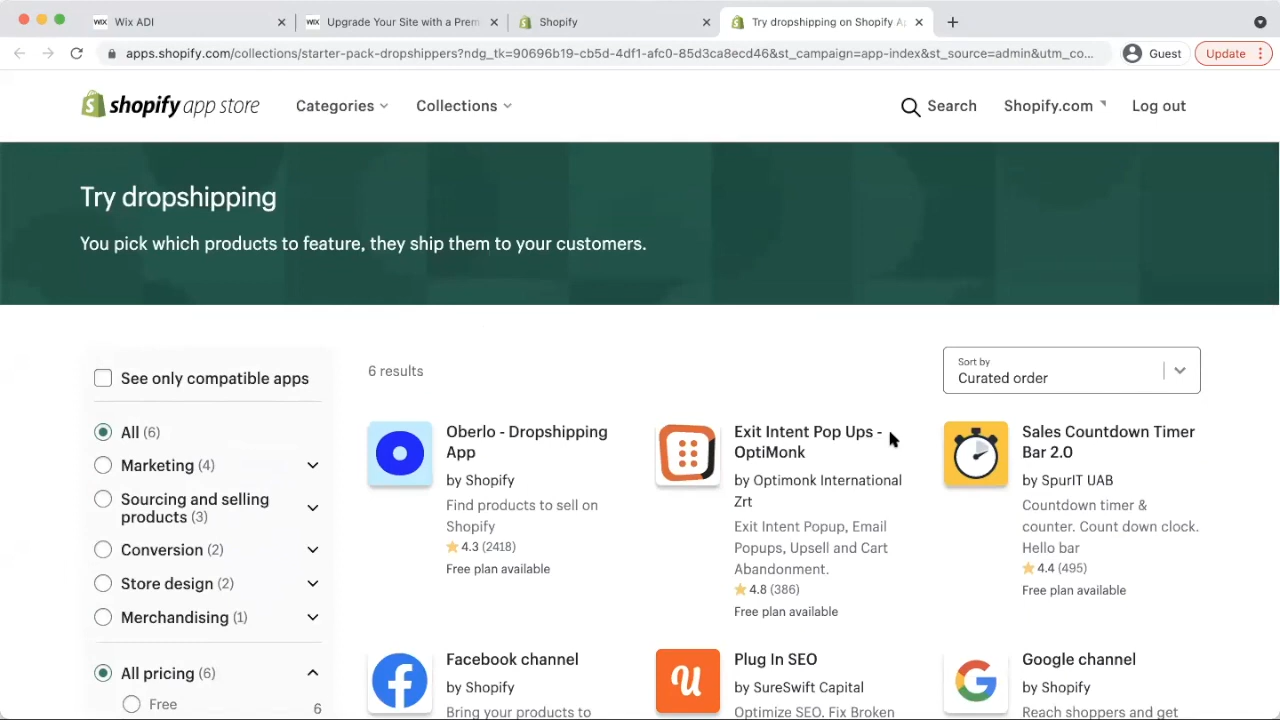 WIX Wix ADI
WIX Upgrade Your Site with a Prem
Shopify
Try dropshipping on Shopify Ap
apps.shopify.com/collections/starter-pack-dropshippers?ndg_tk=90696b19-cb5d-4df1-afc0-85d3ca8ecd46&st_campaign=app-index&st_source=admin&utm_co...
Guest
Update
shopify app store
Categories
Collections
Search
Shopify.com
Log out
Try dropshipping
You pick which products to feature, they ship them to your customers.
See only compatible apps
All (6)
Marketing (4)
Sourcing and selling
products (3)
Conversion (2)
Store design (2)
Merchandising (1)
All pricing (6)
Free 6
6 results
Sort by
Curated order
Oberlo - Dropshipping
App
by Shopify
Find products to sell on
Shopify
4.3 (2418)
Free plan available
Exit Intent Pop Ups -
OptiMonk
by Optimonk International
Zrt
Exit Intent Popup, Email
Popups, Upsell and Cart
Abandonment.
4.8 (386)
Free plan available
Sales Countdown Timer
Bar 2.0
by SpurIT UAB
Countdown timer &
counter. Count down clock.
Hello bar
4.4 (495)
Free plan available
Facebook channel
by Shopify
Bring your products to
Plug In SEO
by SureSwift Capital
Optimize SEO. Fix Broken
Google channel
by Shopify
Reach shoppers and get